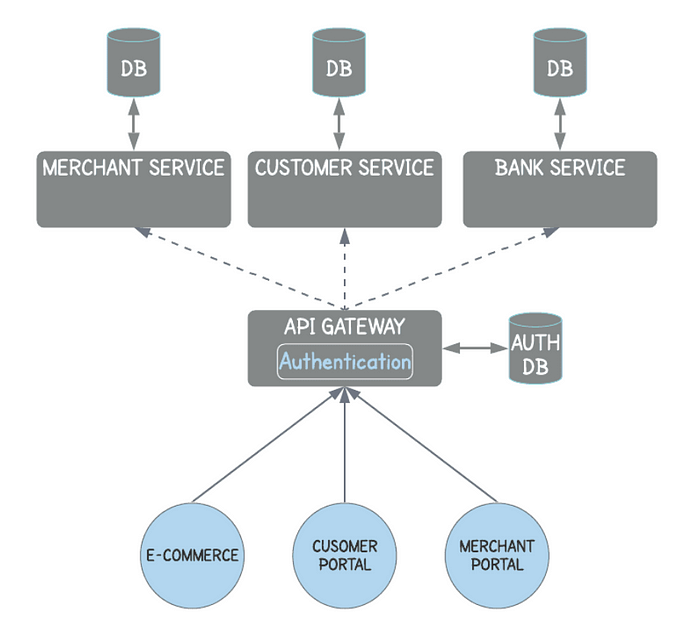 DB
DB
DB
MERCHANT SERVICE
CUSTOMER SERVICE
BANK SERVICE
API GATEWAY
Authentication
AUTH
DB
E-COMMERCE
CUSOMER
PORTAL
MERCHANT
PORTAL